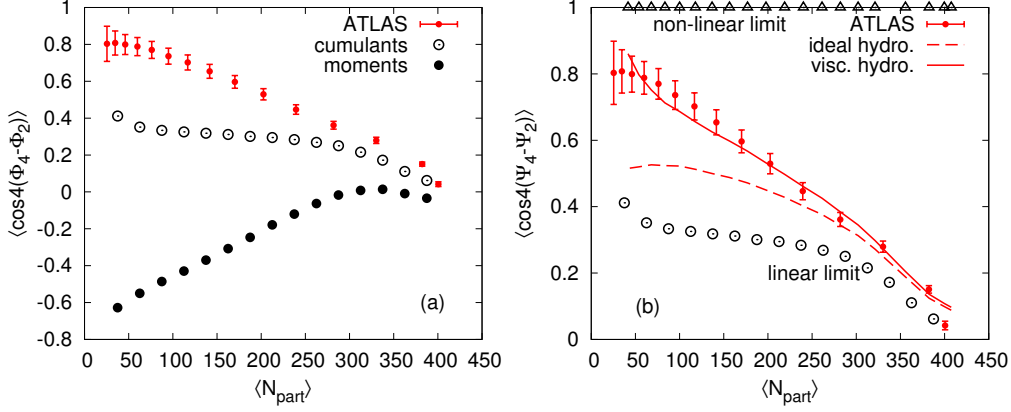 ATLAS
cumulants
moments
⟨cos4(Φ4-Φ2)⟩
1
0.8
0.6
0.4
0.2
0
-0.2
-0.4
-0.6
-0.8
(a)
0 50 100 150 200 250 300 350 400 450
⟨Npart⟩
non-linear limit
ATLAS
ideal hydro.
visc. hydro.
⟨cos4(Ψ4-Ψ2)⟩
1
0.8
0.6
0.4
0.2
0
linear limit
(b)
0 50 100 150 200 250 300 350 400 450
⟨Npart⟩